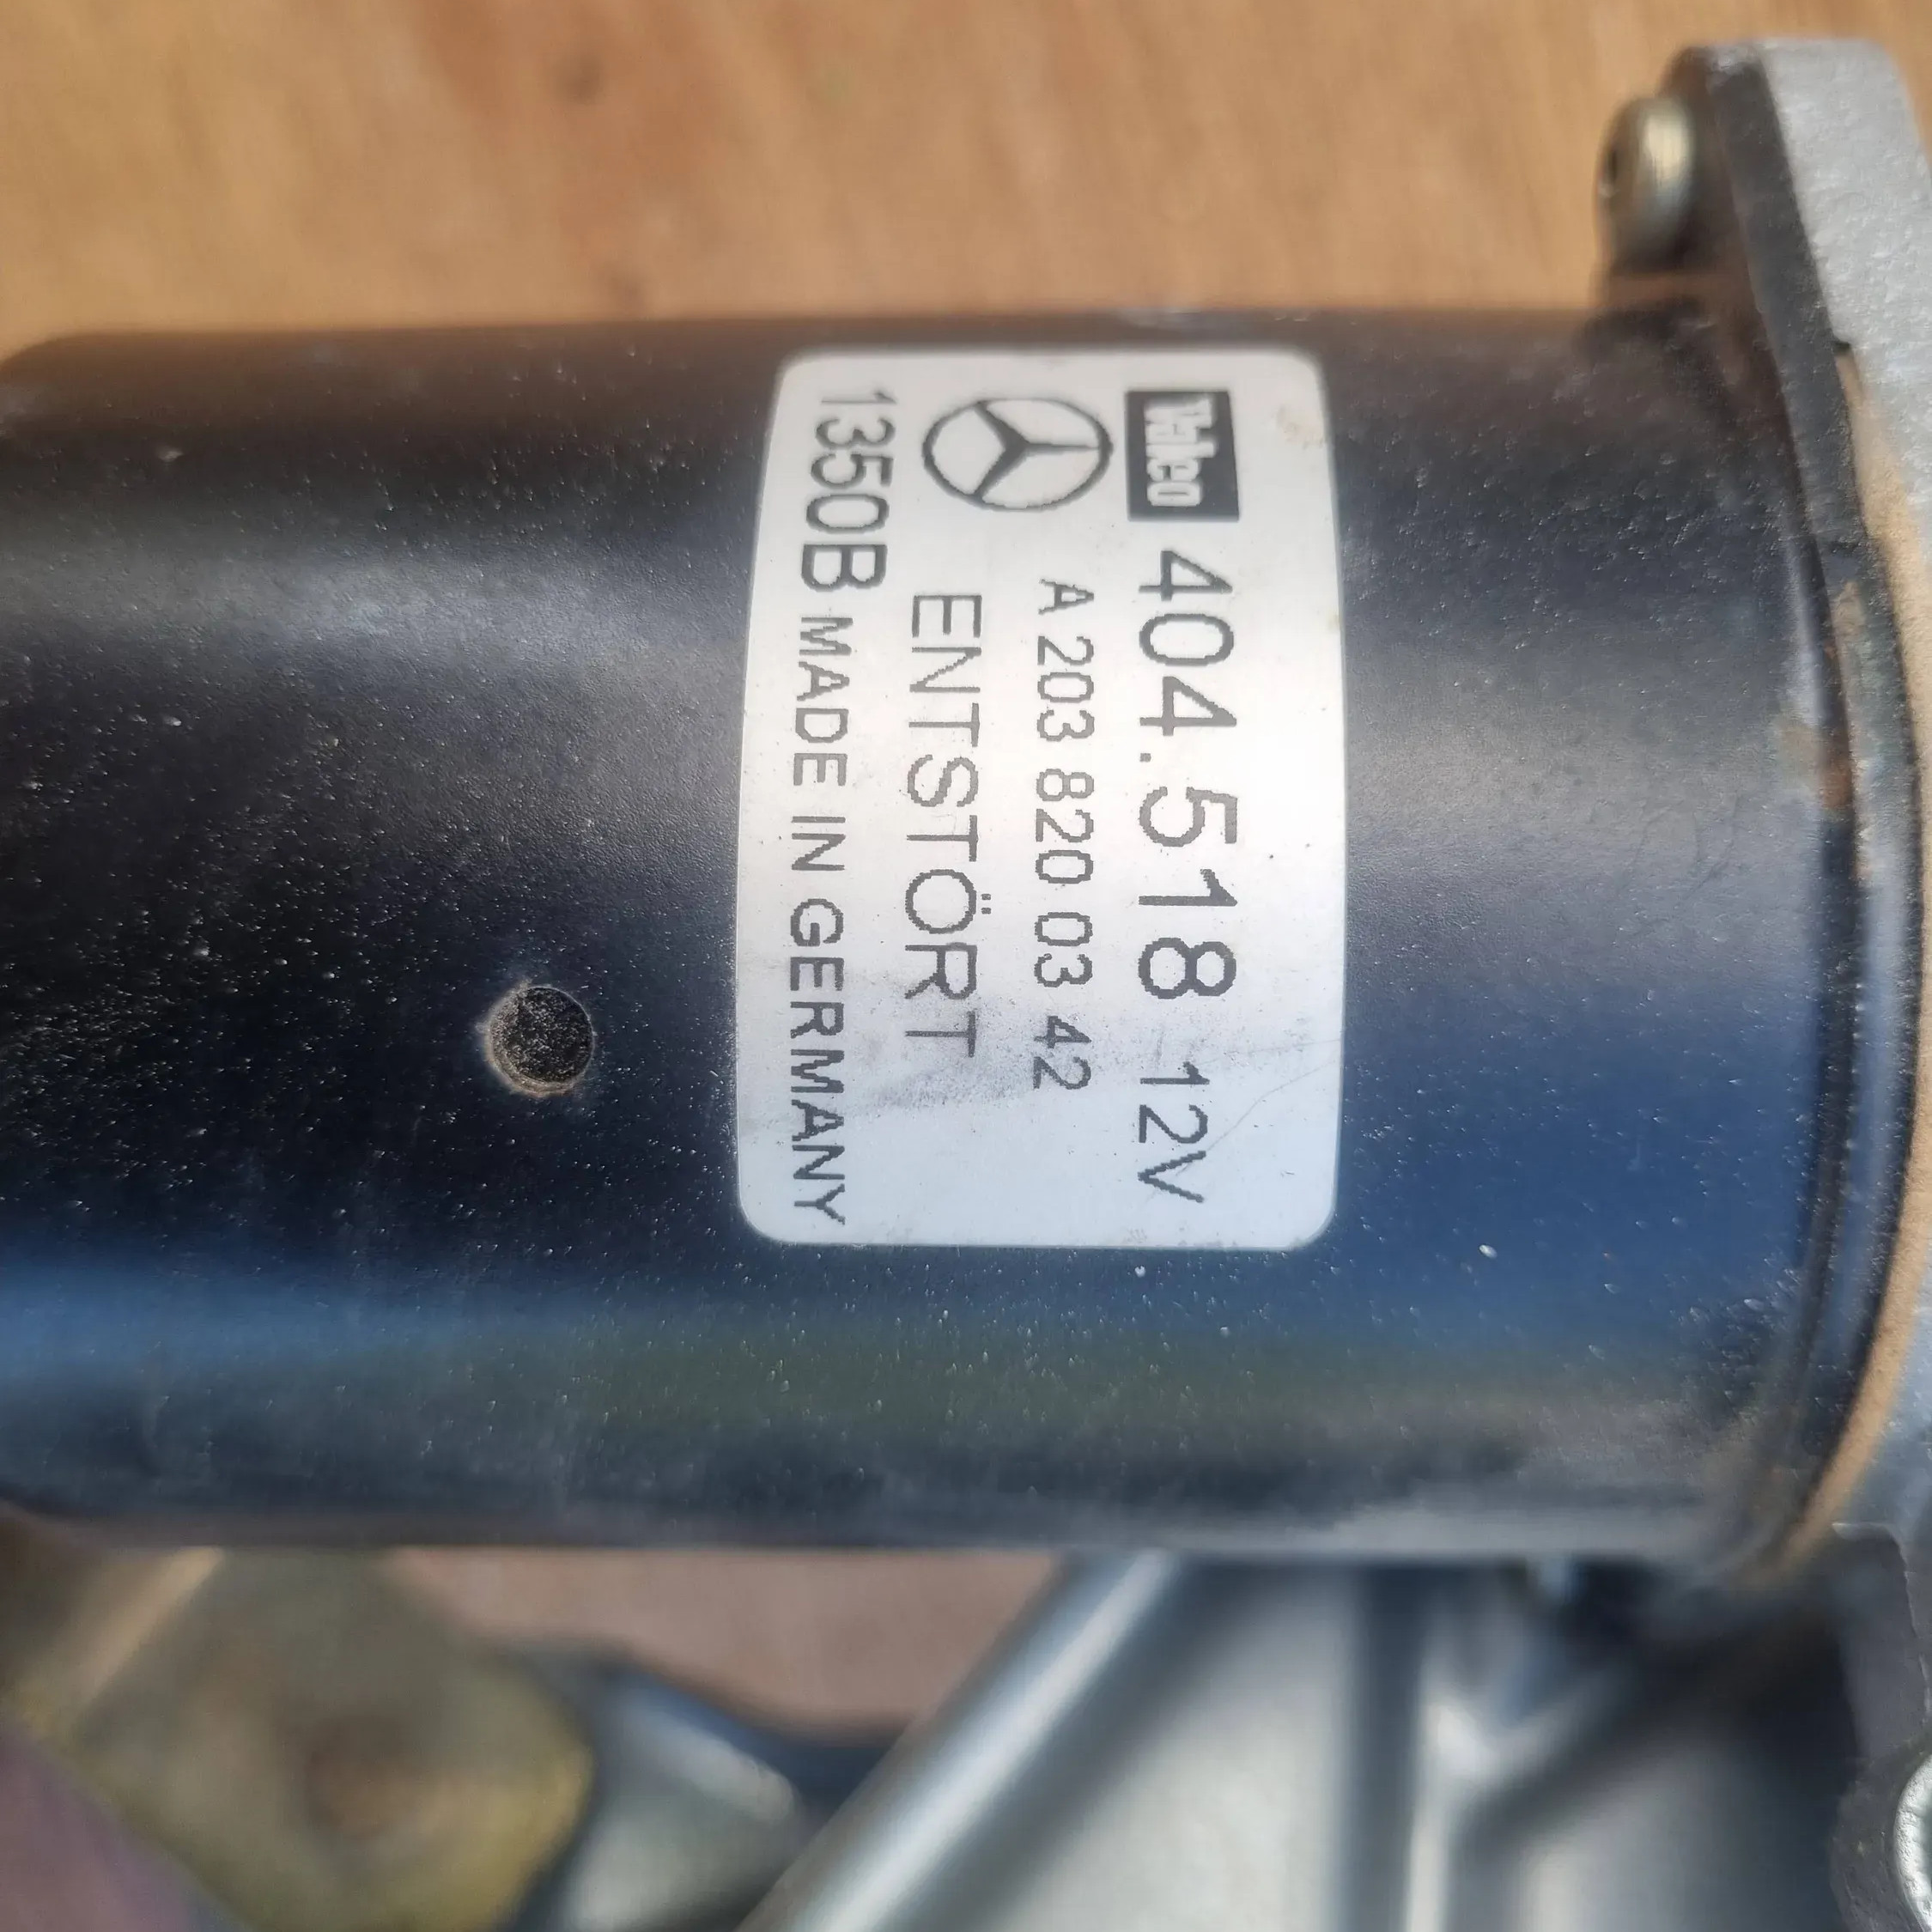 Valeo 404.518 12V
A 203 820 03 42
ENTSTÖRT
1350B MADE IN GERMANY